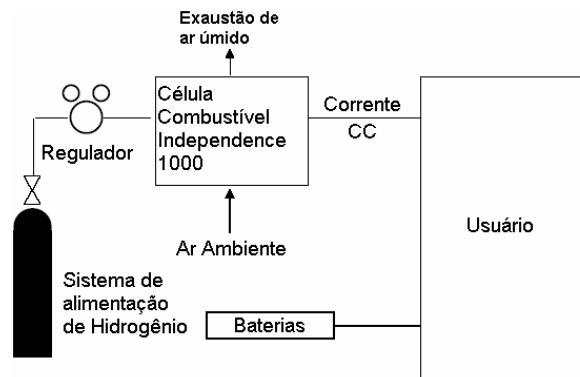 Exaustão de
ar úmido
Célula
Combustível
Independence
1000
Corrente
CC
Regulador
Ar Ambiente
Usuário
Sistema de
alimentação
de Hidrogênio
Baterias